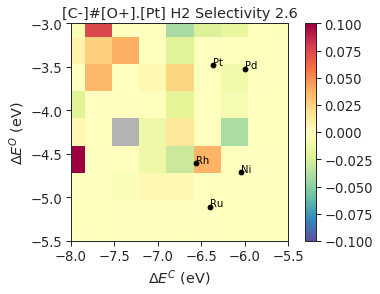 [C-]#[O+].[Pt] H2 Selectivity 2.6
−3.0
−3.5
−4.0
−4.5
−5.0
−5.5
ΔE^O (eV)
Pt
Pd
Rh
Ni
Ru
−8.0 −7.5 −7.0 −6.5 −6.0 −5.5
ΔE^C (eV)
0.100
0.075
0.050
0.025
0.000
−0.025
−0.050
−0.075
−0.100